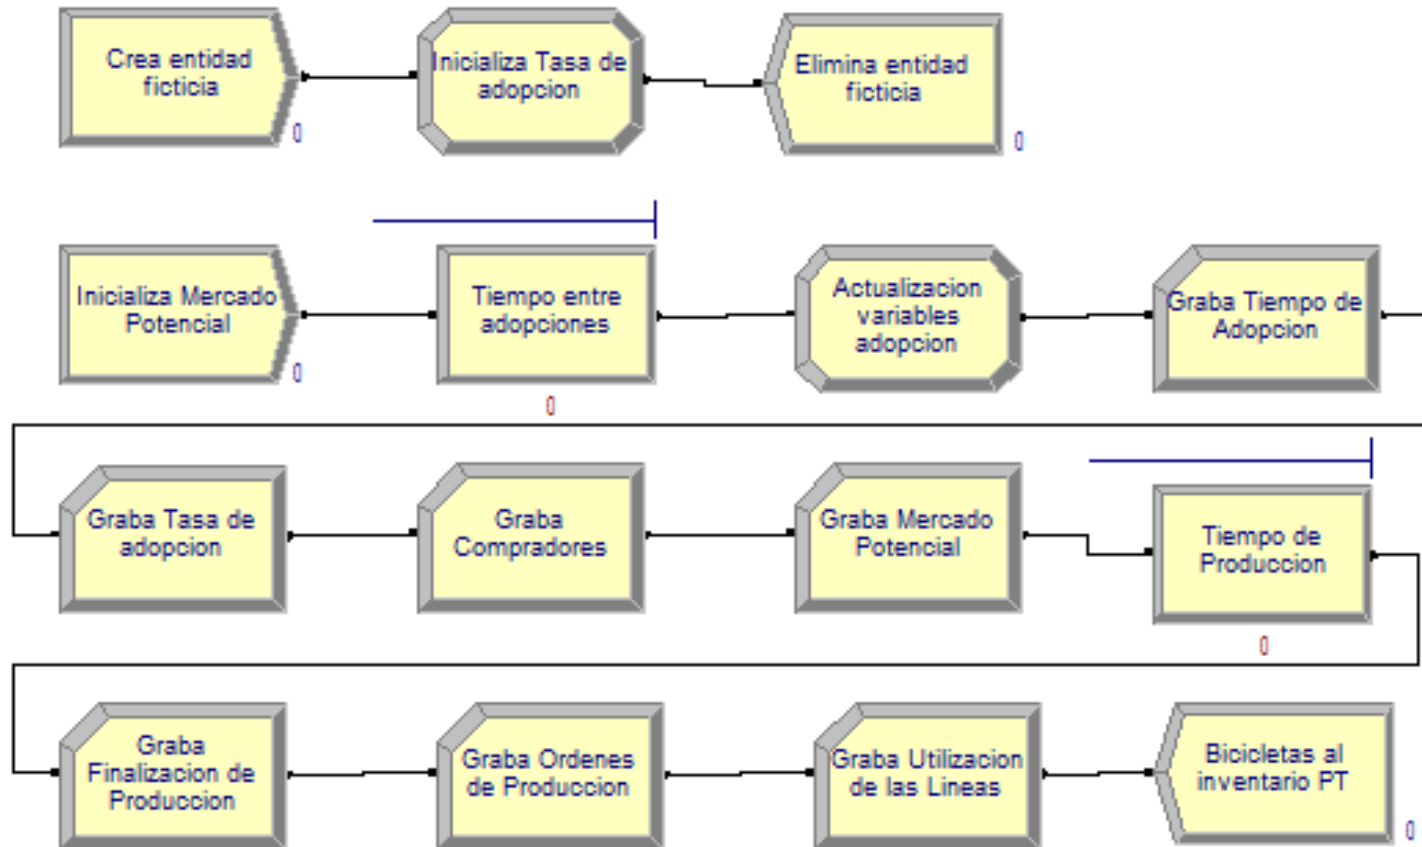 Crea entidad
ficticia
0
Inicializa Tasa de
adopcion
Elimina entidad
ficticia
0
Inicializa Mercado
Potencial
0
Tiempo entre
adopciones
0
Actualizacion
variables
adopcion
Graba Tiempo de
Adopcion
Graba Tasa de
adopcion
Graba
Compradores
Graba Mercado
Potencial
Tiempo de
Produccion
0
Graba
Finalizacion de
Produccion
Graba Ordenes
de Produccion
Graba Utilizacion
de las Lineas
Bicicletas al
inventario PT
0